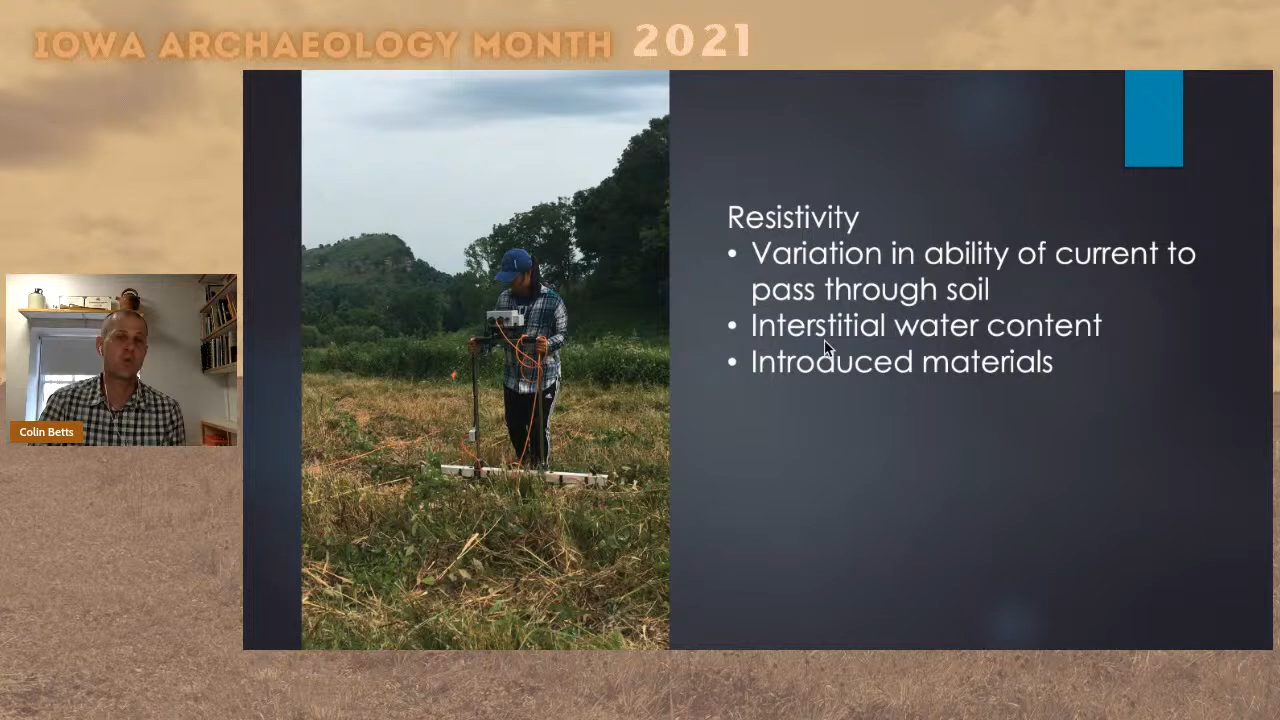 IOWA ARCHAEOLOGY MONTH 2021
Resistivity
• Variation in ability of current to
pass through soil
• Interstitial water content
• Introduced materials
Colin Betts